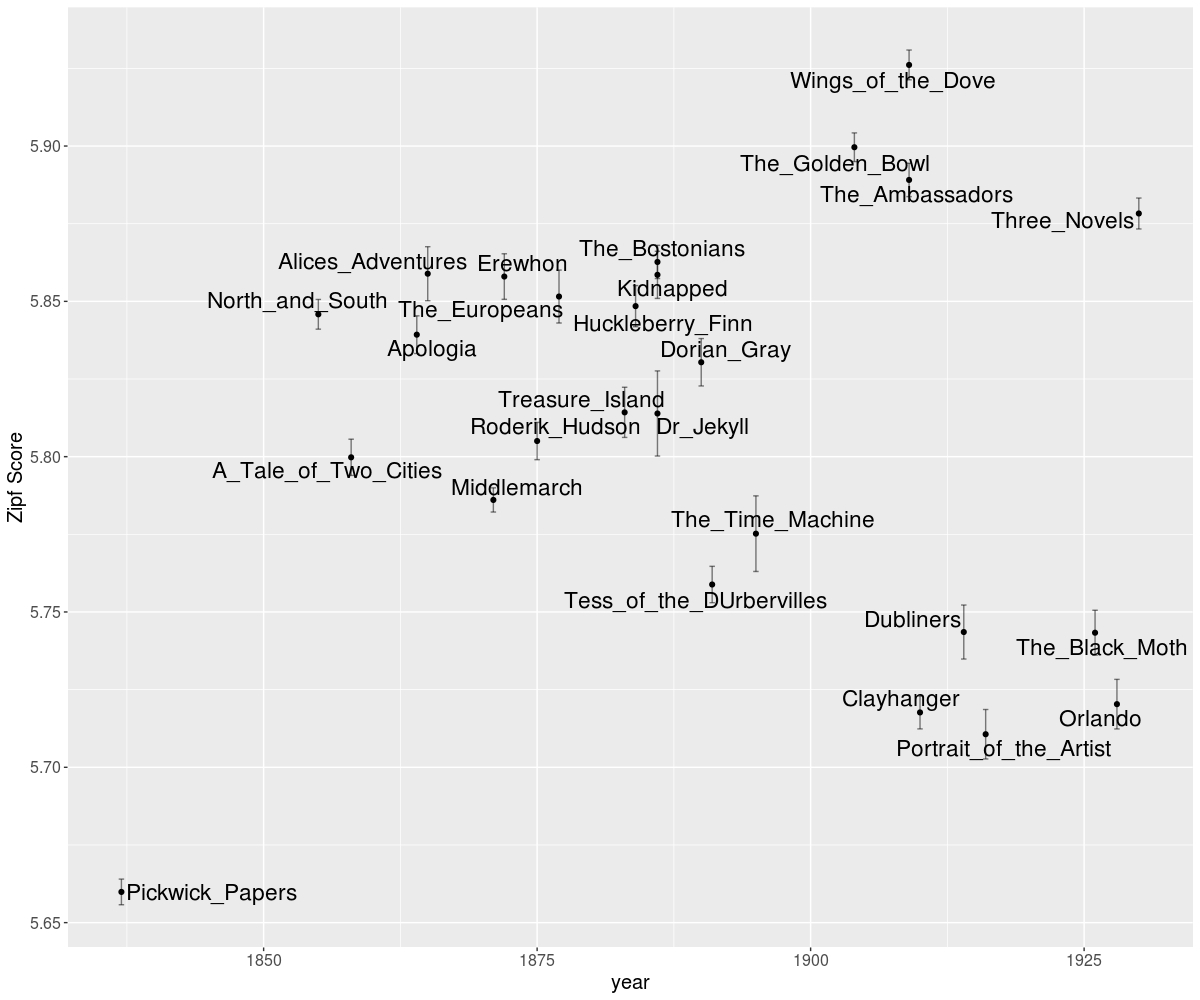 Wings_of_the_Dove
5.90
The_Golden_Bowl
The_Ambassadors
Three_Novels
The_Bostonians
Alices_Adventures
Erewhon
Kidnapped
5.85
North_and_South
The_Europeans
Huckleberry_Finn
Apologia
Dorian_Gray
Treasure_Island
Roderik_Hudson
Dr_Jekyll
5.80
A_Tale_of_Two_Cities
Middlemarch
Zipf Score
The_Time_Machine
Tess_of_the_DUrbervilles
5.75
Dubliners
The_Black_Moth
Clayhanger
Orlando
Portrait_of_the_Artist
5.70
Pickwick_Papers
5.65
1850
1875
1900
1925
year